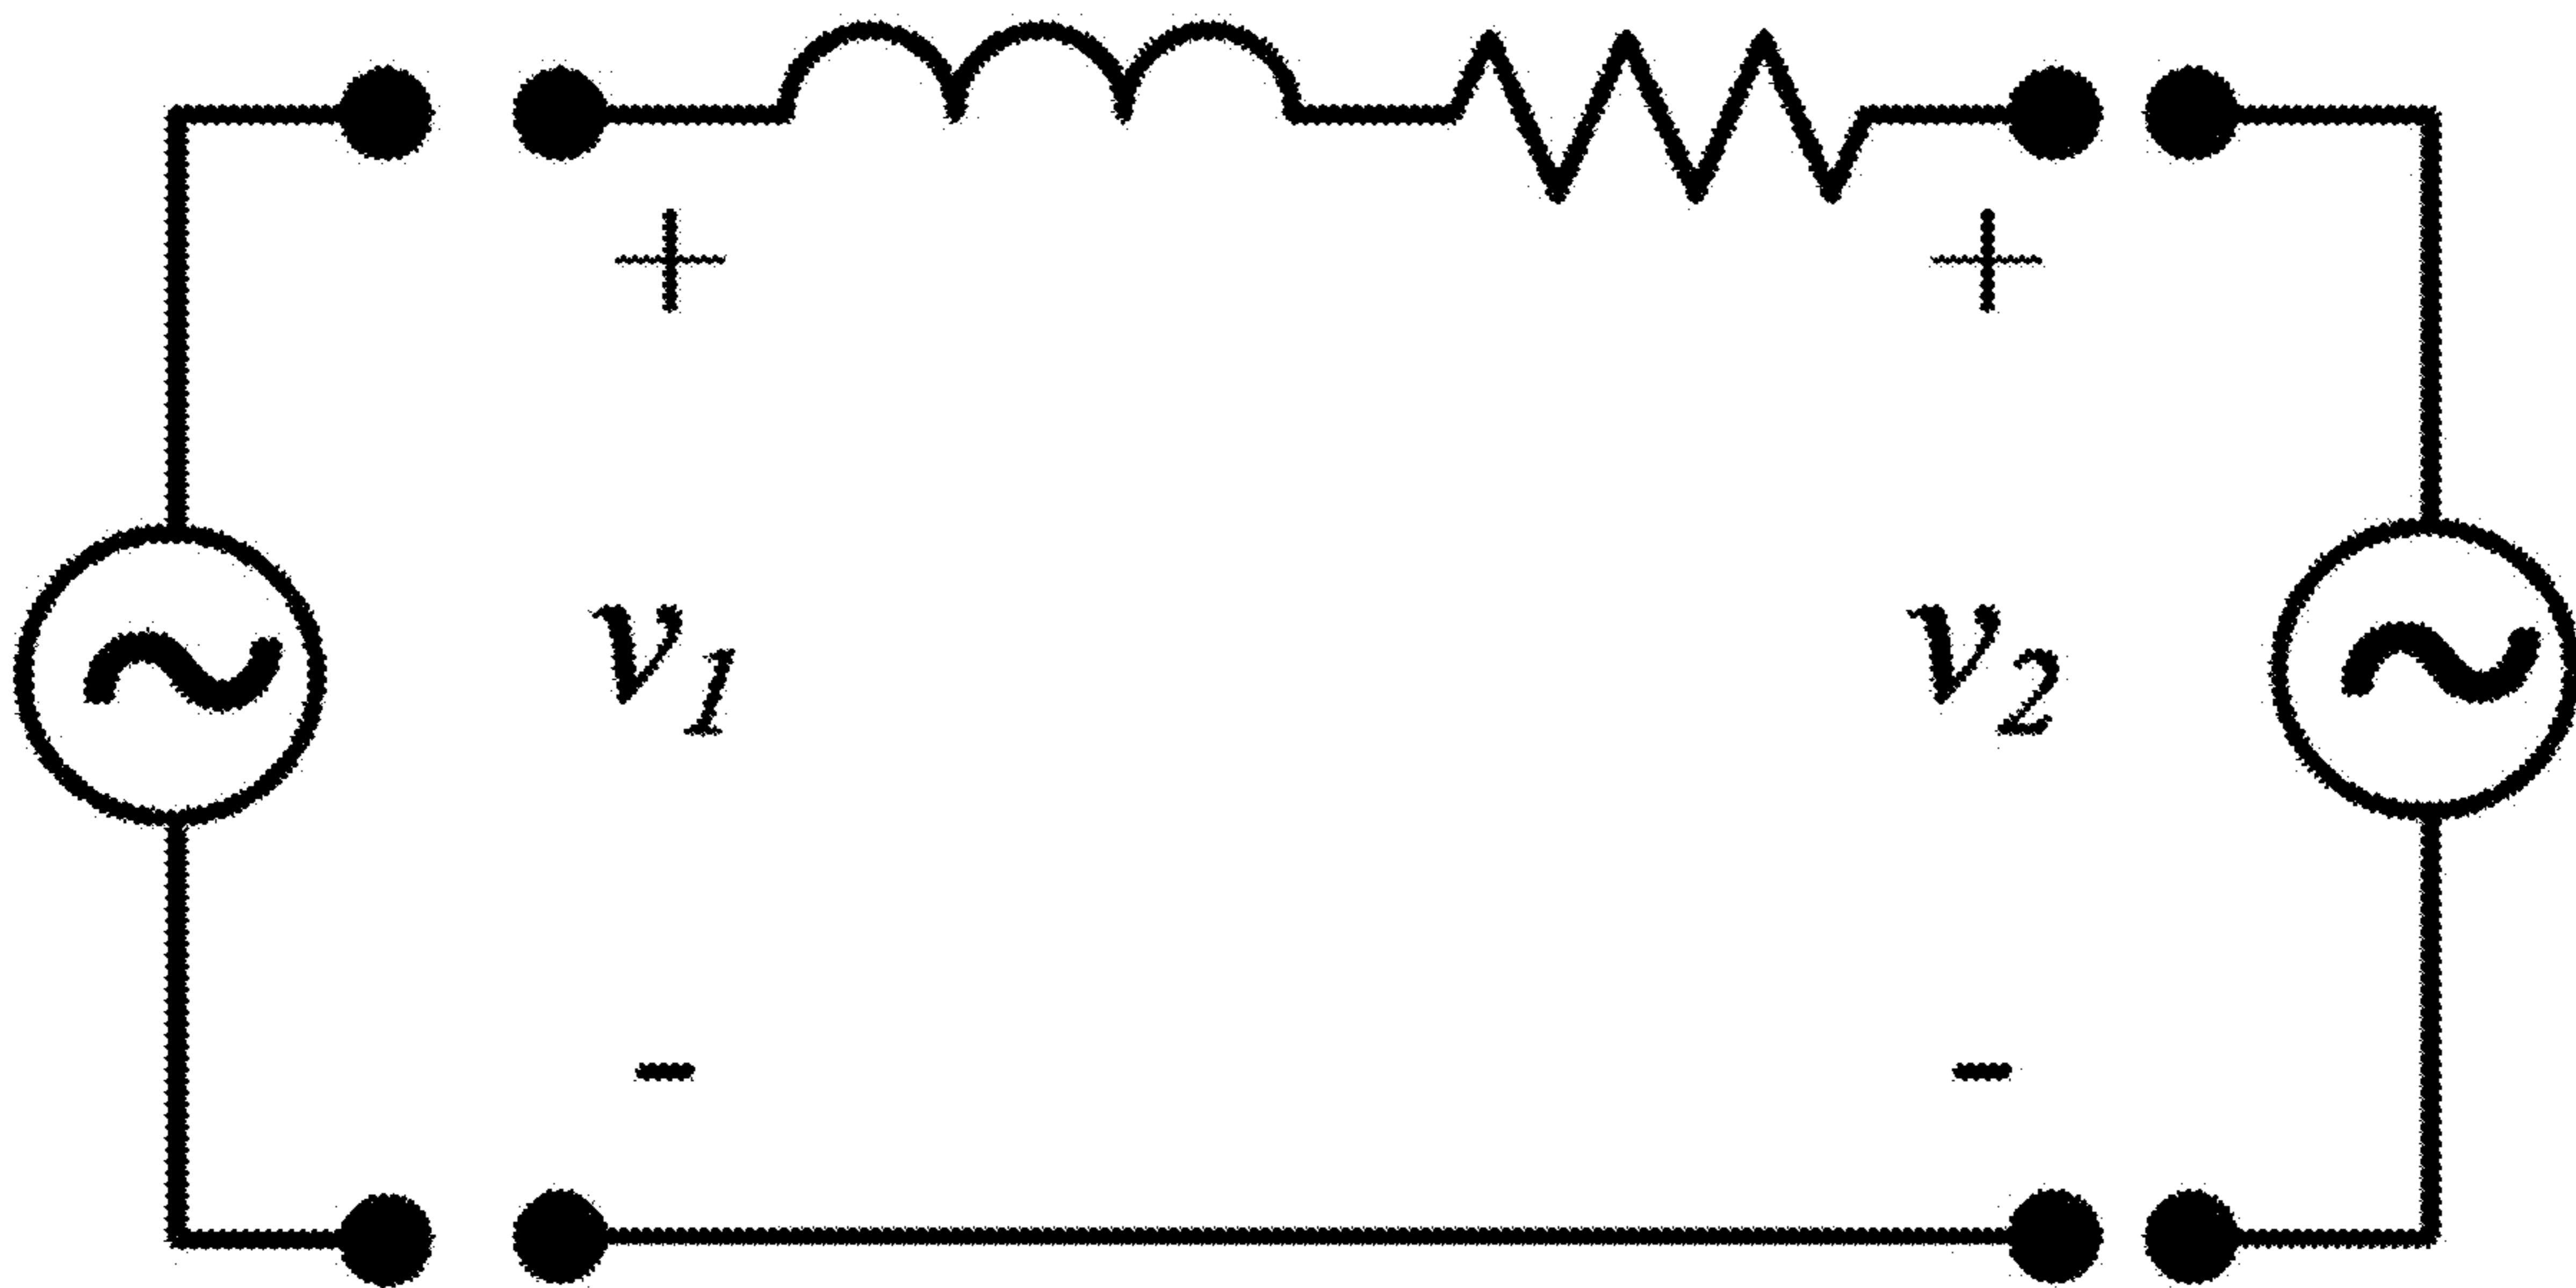 + +
v₁ v₂
- -